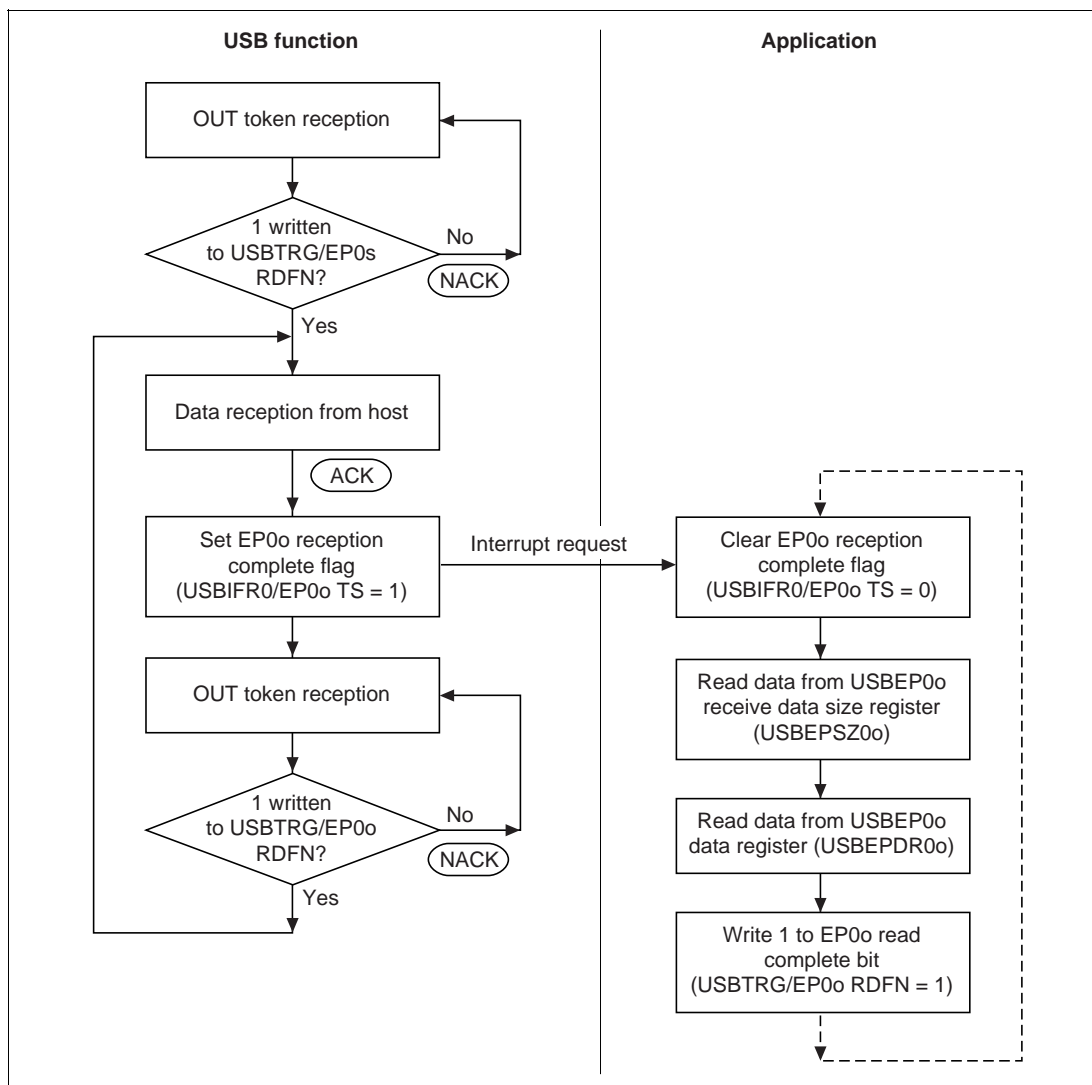 USB function
Application
OUT token reception
1 written
to USBTRG/EP0s
RDFN?
No
NACK
Yes
Data reception from host
ACK
Set EP0o reception
complete flag
(USBIFR0/EP0o TS = 1)
Interrupt request
Clear EP0o reception
complete flag
(USBIFR0/EP0o TS = 0)
OUT token reception
Read data from USBEP0o
receive data size register
(USBEPSZ0o)
1 written
to USBTRG/EP0o
RDFN?
No
NACK
Yes
Read data from USBEP0o
data register (USBEPDR0o)
Write 1 to EP0o read
complete bit
(USBTRG/EP0o RDFN = 1)